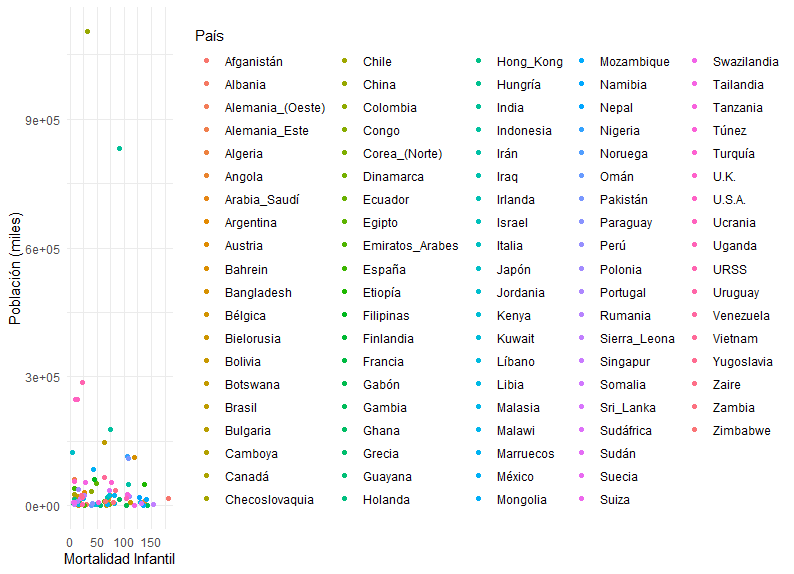 País
Afganistán
Albania
Alemania_(Oeste)
Alemania_Este
Algeria
Angola
Arabia_Saudí
Argentina
Austria
Bahrein
Bangladesh
Bélgica
Bielorusia
Bolivia
Botswana
Brasil
Bulgaria
Camboya
Canadá
Checoslovaquia
Chile
China
Colombia
Congo
Corea_(Norte)
Dinamarca
Ecuador
Egipto
Emiratos_Arabes
España
Etiopía
Filipinas
Finlandia
Francia
Gabón
Gambia
Ghana
Grecia
Guayana
Holanda
Hong_Kong
Hungría
India
Indonesia
Irán
Iraq
Irlanda
Israel
Italia
Japón
Jordania
Kenya
Kuwait
Líbano
Libia
Malasia
Malawi
Marruecos
México
Mongolia
Mozambique
Namibia
Nepal
Nigeria
Noruega
Omán
Pakistán
Paraguay
Perú
Polonia
Portugal
Rumania
Sierra_Leona
Singapur
Somalia
Sri_Lanka
Sudáfrica
Sudán
Suecia
Suiza
Swazilandia
Tailandia
Tanzania
Túnez
Turquía
U.K.
U.S.A.
Ucrania
Uganda
URSS
Uruguay
Venezuela
Vietnam
Yugoslavia
Zaire
Zambia
Zimbabwe
Población (miles)
9e+05
6e+05
3e+05
0e+00
0 50 100 150
Mortalidad Infantil